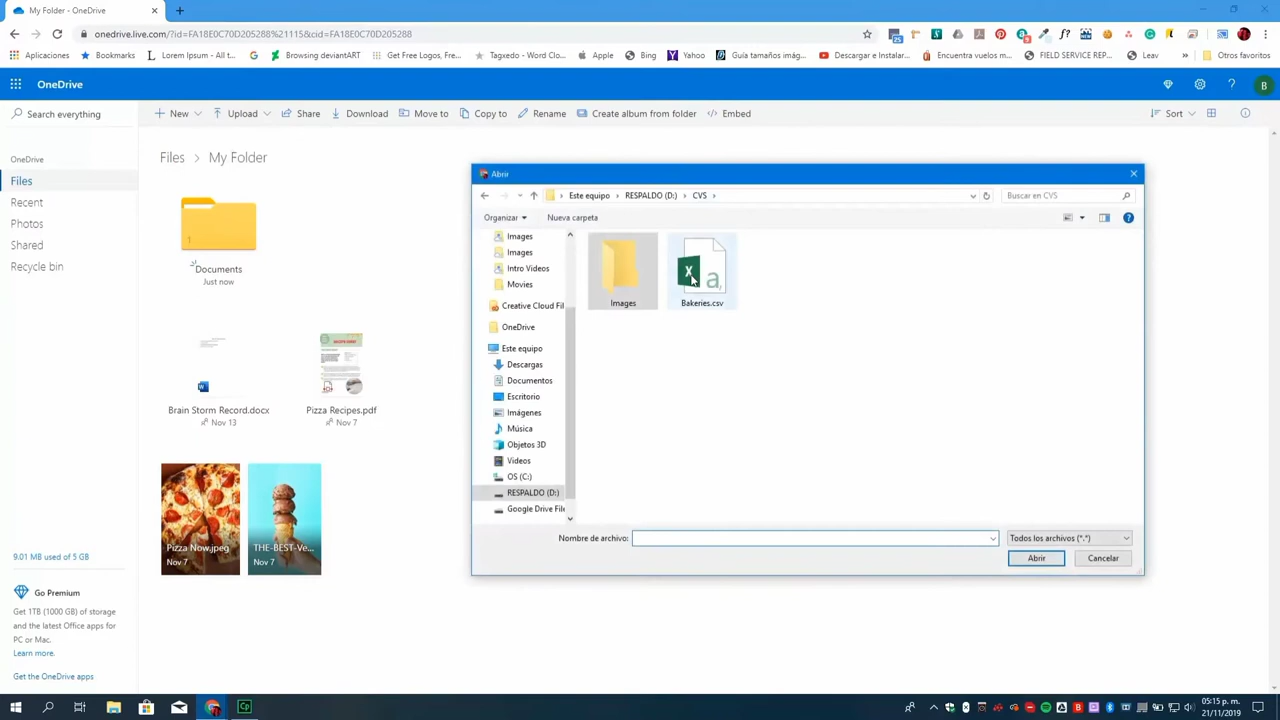 My Folder - OneDrive
onedrive.live.com/?id=FA18E0C70D205288%21115&cid=FA18E0C70D205288
Aplicaciones
Bookmarks
Lorem Ipsum - All t...
Browsing deviantART
Get Free Logo Desi...
Tagxedo - Word Clo...
Apple
Bing
Yahoo
Guía tamaños imág...
Descargar e Instalar...
Encuentra vuelos m...
FIELD SERVICE REP...
Leav
Otros favoritos
OneDrive
B
Search everything
New
Upload
Share
Download
Move to
Copy to
Rename
Create album from folder
Embed
Sort
OneDrive
Files
Recent
Photos
Shared
Recycle bin
Files > My Folder
1
Documents
Just now
Brain Storm Record.docx
Nov 13
Pizza Recipes.pdf
Nov 7
Pizza Now.jpeg
Nov 7
THE-BEST-Ve...
Nov 7
Abrir
Este equipo > RESPALDO (D:) > CVS >
Buscar en CVS
Organizar
Nueva carpeta
Images
Images
Intro Videos
Movies
Creative Cloud Fil
OneDrive
Este equipo
Descargas
Documentos
Escritorio
Imágenes
Música
Objetos 3D
Videos
OS (C:)
RESPALDO (D:)
Google Drive File
Images
Bakeries.csv
Nombre de archivo:
Todos los archivos (*.*)
Abrir
Cancelar
9.01 MB used of 5 GB
Go Premium
Get 1TB (1000 GB) of storage
and the latest Office apps for
PC or Mac.
Learn more.
Get the OneDrive apps
05:15 p. m.
21/11/2019